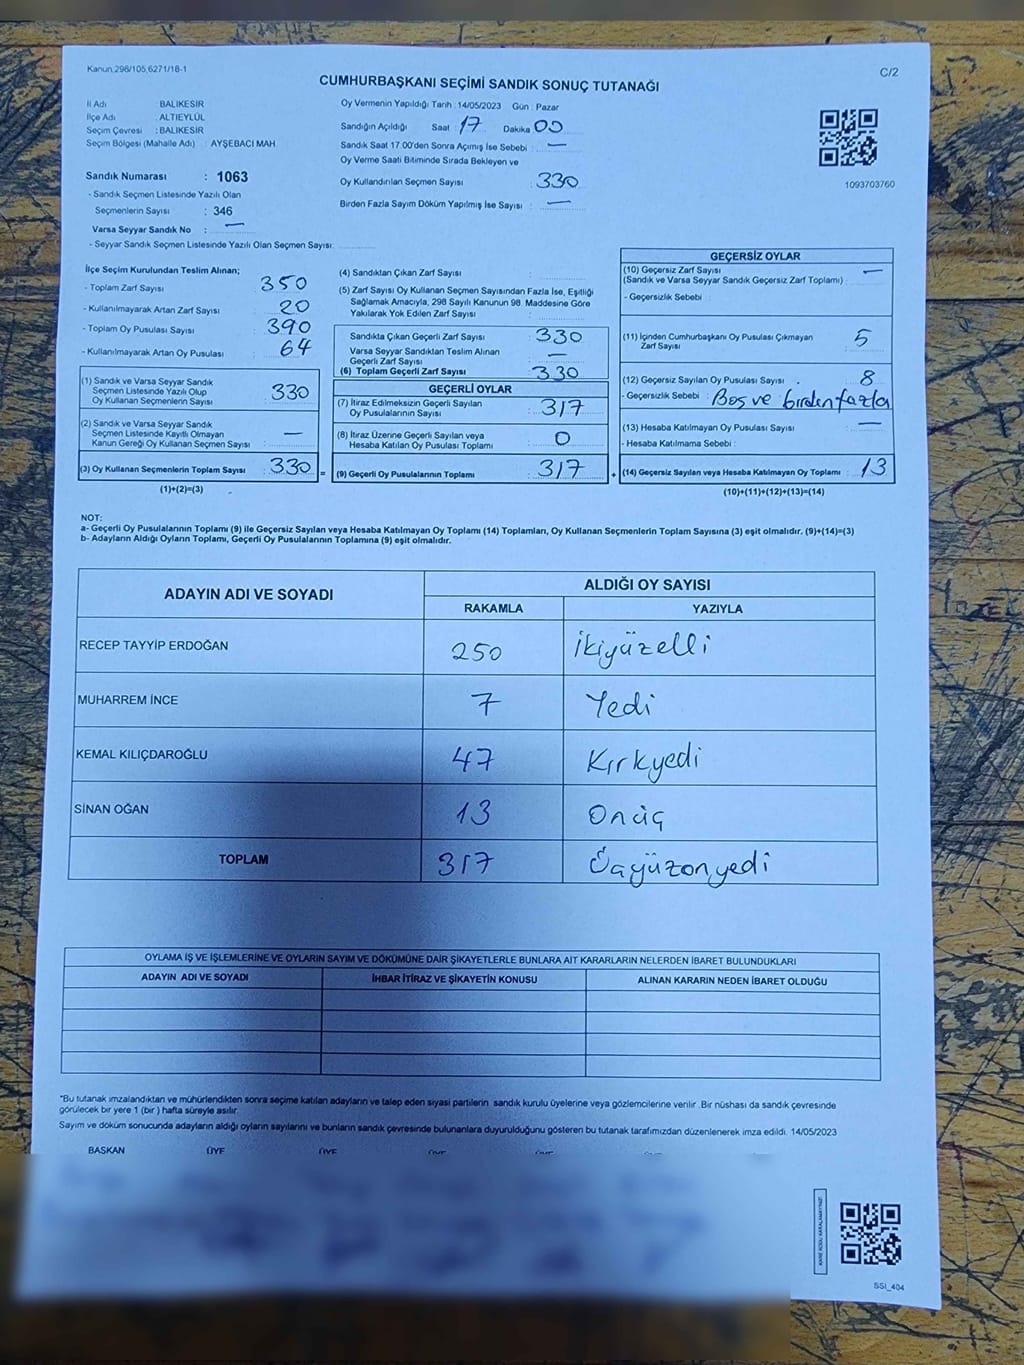 Kanun,298/105,6271/18-1
C/2
CUMHURBAŞKANI SEÇİMİ SANDIK SONUÇ TUTANAĞI
İl Adı : BALIKESİR
İlçe Adı : ALTIEYLÜL
Seçim Çevresi : BALIKESİR
Seçim Bölgesi (Mahalle Adı) : AYŞEBACI MAH.
Oy Vermenin Yapıldığı Tarih : 14/05/2023 Gün : Pazar
Sandığın Açıldığı Saat 17 Dakika 00
Sandık Saat 17.00'den Sonra Açımış İse Sebebi : —
Oy Verme Saati Bitiminde Sırada Bekleyen ve
Oy Kullandırılan Seçmen Sayısı : 330
Birden Fazla Sayım Döküm Yapılmış İse Sayısı : —
1093703760
Sandık Numarası : 1063
- Sandık Seçmen Listesinde Yazılı Olan
Seçmenlerin Sayısı : 346
Varsa Seyyar Sandık No : —
- Seyyar Sandık Seçmen Listesinde Yazılı Olan Seçmen Sayısı:
İlçe Seçim Kurulundan Teslim Alınan;
- Toplam Zarf Sayısı : 350
- Kullanılmayarak Artan Zarf Sayısı : 20
- Toplam Oy Pusulası Sayısı : 390
- Kullanılmayarak Artan Oy Pusulası : 64
(1) Sandık ve Varsa Seyyar Sandık
Seçmen Listesinde Yazılı Olup
Oy Kullanan Seçmenlerin Sayısı : 330
(2) Sandık ve Varsa Seyyar Sandık
Seçmen Listesinde Kayıtlı Olmayan
Kanun Gereği Oy Kullanan Seçmen Sayısı : —
(3) Oy Kullanan Seçmenlerin Toplam Sayısı : 330 =
(1)+(2)=(3)
(4) Sandıktan Çıkan Zarf Sayısı :
(5) Zarf Sayısı Oy Kullanan Seçmen Sayısından Fazla İse, Eşitliği
Sağlamak Amacıyla, 298 Sayılı Kanunun 98. Maddesine Göre
Yakılarak Yok Edilen Zarf Sayısı :
Sandıkta Çıkan Geçerli Zarf Sayısı : 330
Varsa Seyyar Sandıktan Teslim Alınan
Geçerli Zarf Sayısı : —
(6) Toplam Geçerli Zarf Sayısı : 330
GEÇERLİ OYLAR
(7) İtiraz Edilmeksizin Geçerli Sayılan
Oy Pusulalarının Sayısı : 317
(8) İtiraz Üzerine Geçerli Sayılan veya
Hesaba Katılan Oy Pusulası Toplamı : 0
(9) Geçerli Oy Pusulalarının Toplamı : 317 +
GEÇERSİZ OYLAR
(10) Geçersiz Zarf Sayısı
(Sandık ve Varsa Seyyar Sandık Geçersiz Zarf Toplamı) : —
- Geçersizlik Sebebi :
(11) İçinden Cumhurbaşkanı Oy Pusulası Çıkmayan
Zarf Sayısı : 5
(12) Geçersiz Sayılan Oy Pusulası Sayısı : 8
- Geçersizlik Sebebi : Boş ve birden fazla
(13) Hesaba Katılmayan Oy Pusulası Sayısı : —
- Hesaba Katılmama Sebebi :
(14) Geçersiz Sayılan veya Hesaba Katılmayan Oy Toplamı : 13
(10)+(11)+(12)+(13)=(14)
NOT:
a- Geçerli Oy Pusulalarının Toplamı (9) ile Geçersiz Sayılan veya Hesaba Katılmayan Oy Toplamı (14) Toplamları, Oy Kullanan Seçmenlerin Toplam Sayısına (3) eşit olmalıdır. (9)+(14)=(3)
b- Adayların Aldığı Oyların Toplamı, Geçerli Oy Pusulalarının Toplamına (9) eşit olmalıdır.
ADAYIN ADI VE SOYADI
ALDIĞI OY SAYISI
RAKAMLA YAZIYLA
RECEP TAYYİP ERDOĞAN 250 İkiyüzelli
MUHARREM İNCE 7 Yedi
KEMAL KILIÇDAROĞLU 47 Kırkyedi
SİNAN OĞAN 13 Onüç
TOPLAM 317 Üçyüzonyedi
OYLAMA İŞ VE İŞLEMLERİNE VE OYLARIN SAYIM VE DÖKÜMÜNE DAİR ŞİKAYETLERLE BUNLARA AİT KARARLARIN NELERDEN İBARET BULUNDUKLARI
ADAYIN ADI VE SOYADI İHBAR İTİRAZ VE ŞİKAYETİN KONUSU ALINAN KARARIN NEDEN İBARET OLDUĞU
*Bu tutanak imzalandıktan ve mühürlendikten sonra seçime katılan adayların ve talep eden siyasi partilerin sandık kurulu üyelerine veya gözlemcilerine verilir .Bir nüshası da sandık çevresinde
görülecek bir yere 1 (bir ) hafta süreyle asılır.
Sayım ve döküm sonucunda adayların aldığı oyların sayılarını ve bunların sandık çevresinde bulunanlara duyurulduğunu gösteren bu tutanak tarafımızdan düzenlenerek imza edildi. 14/05/2023
BAŞKAN ÜYE ÜYE ÜYE ÜYE ÜYE
SSİ_404